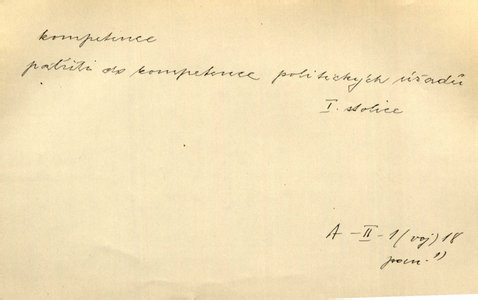 kompetence
patřiti do kompetence politických úřadů
I. stolice
A - II - 1 (voj) 18
pozn. 1)